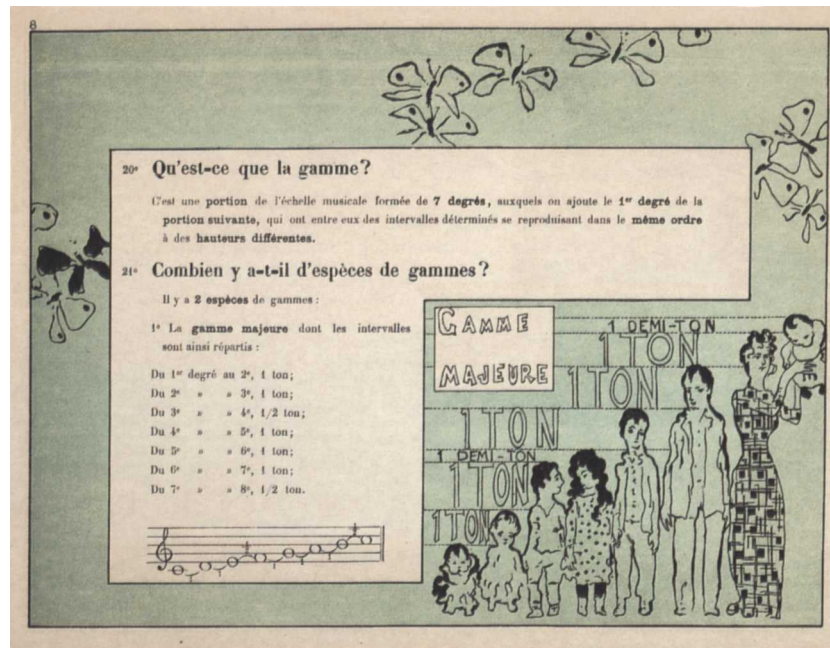 6
20° Qu'est-ce que la gamme?
C'est une portion de l'échelle musicale formée de 7 degrés, auxquels on ajoute le 1er degré de la
portion suivante, qui ont entre eux des intervalles déterminés se reproduisant dans le même ordre
à des hauteurs différentes.
21° Combien y a-t-il d'espèces de gammes?
Il y a 2 espèces de gammes :
1° La gamme majeure dont les intervalles
sont ainsi répartis :
Du 1er degré au 2e, 1 ton;
Du 2e » » 3e, 1 ton;
Du 3e » » 4e, 1/2 ton;
Du 4e » » 5e, 1 ton;
Du 5e » » 6e, 1 ton;
Du 6e » » 7e, 1 ton;
Du 7e » » 8e, 1/2 ton.
GAMME
MAJEURE
1 DEMI-TON
1 TON
1 TON
1 TON
1 DEMI-TON
1 TON
1 TON